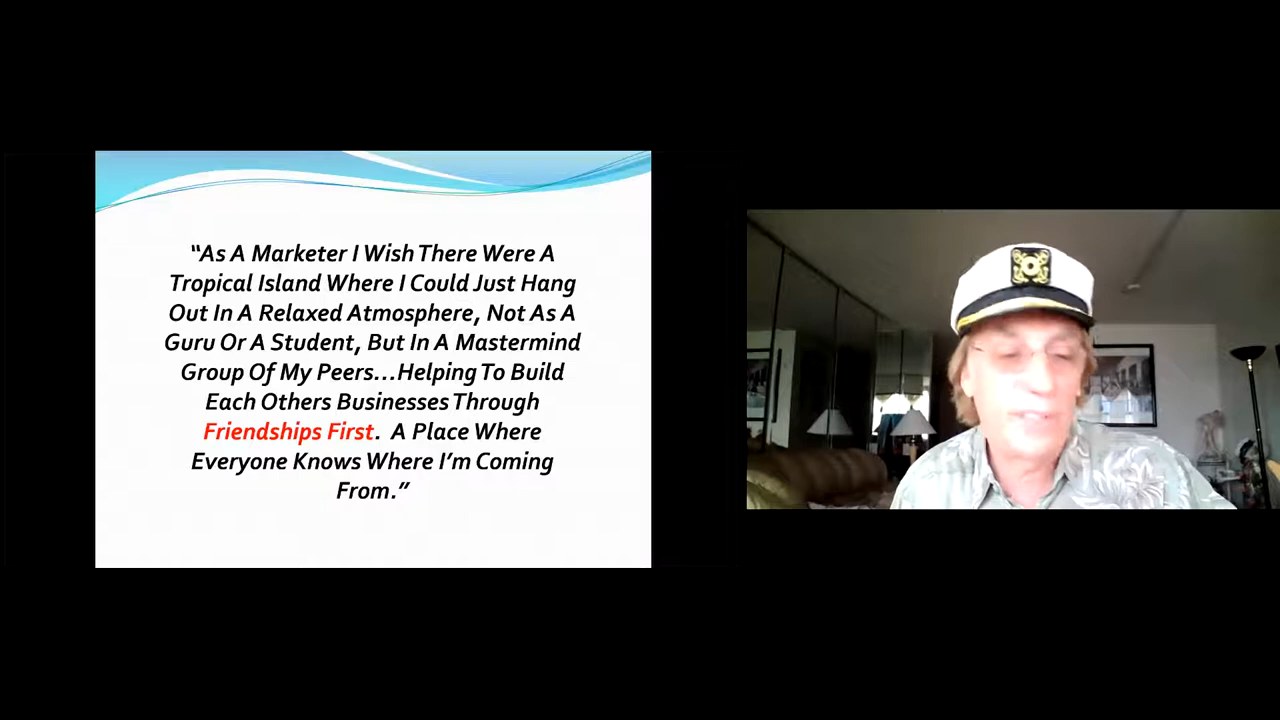 “As A Marketer I Wish There Were A
Tropical Island Where I Could Just Hang
Out In A Relaxed Atmosphere, Not As A
Guru Or A Student, But In A Mastermind
Group Of My Peers...Helping To Build
Each Others Businesses Through
Friendships First.  A Place Where
Everyone Knows Where I’m Coming
From.”